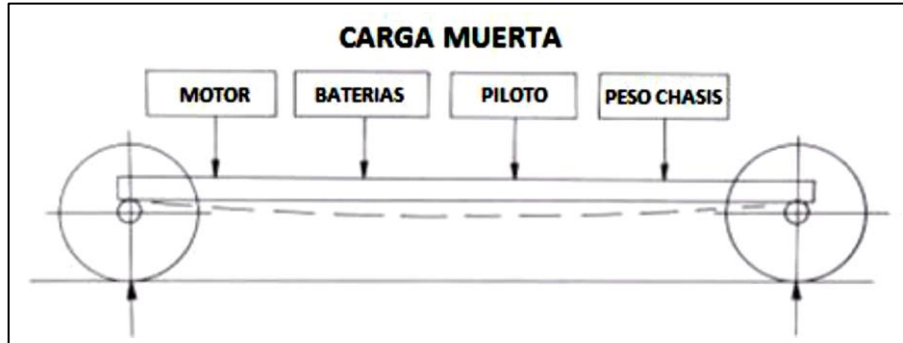 CARGA MUERTA
MOTOR
BATERIAS
PILOTO
PESO CHASIS